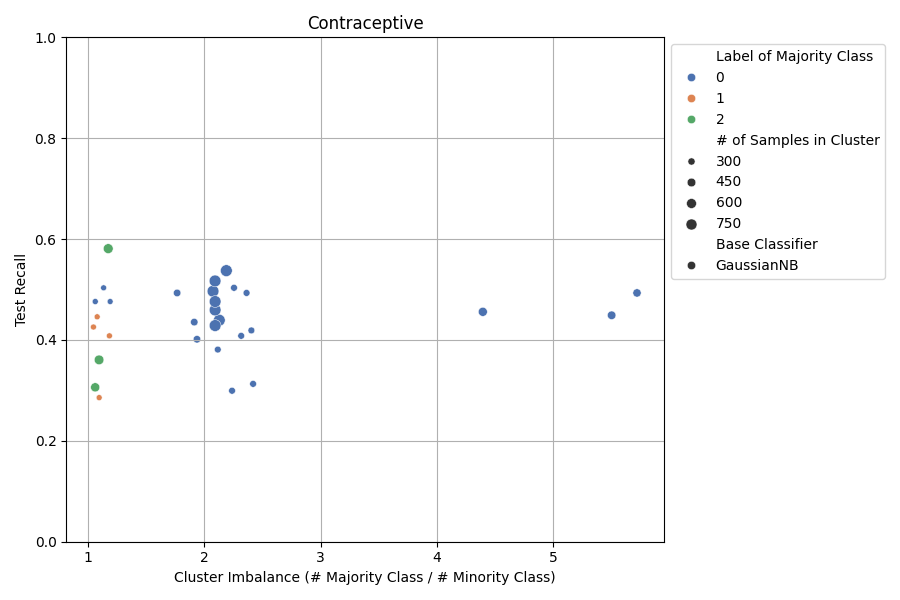 Contraceptive
1.0
0.8
0.6
0.4
0.2
0.0
Test Recall
1
2
3
4
5
Cluster Imbalance (# Majority Class / # Minority Class)
Label of Majority Class
0
1
2
# of Samples in Cluster
300
450
600
750
Base Classifier
GaussianNB